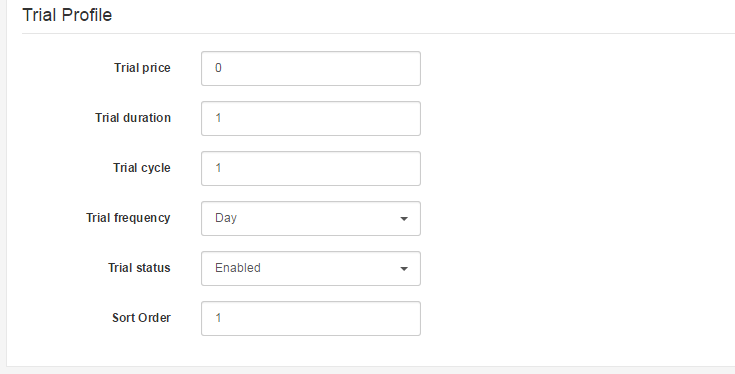 Trial Profile
Trial price 0
Trial duration 1
Trial cycle 1
Trial frequency Day
Trial status Enabled
Sort Order 1